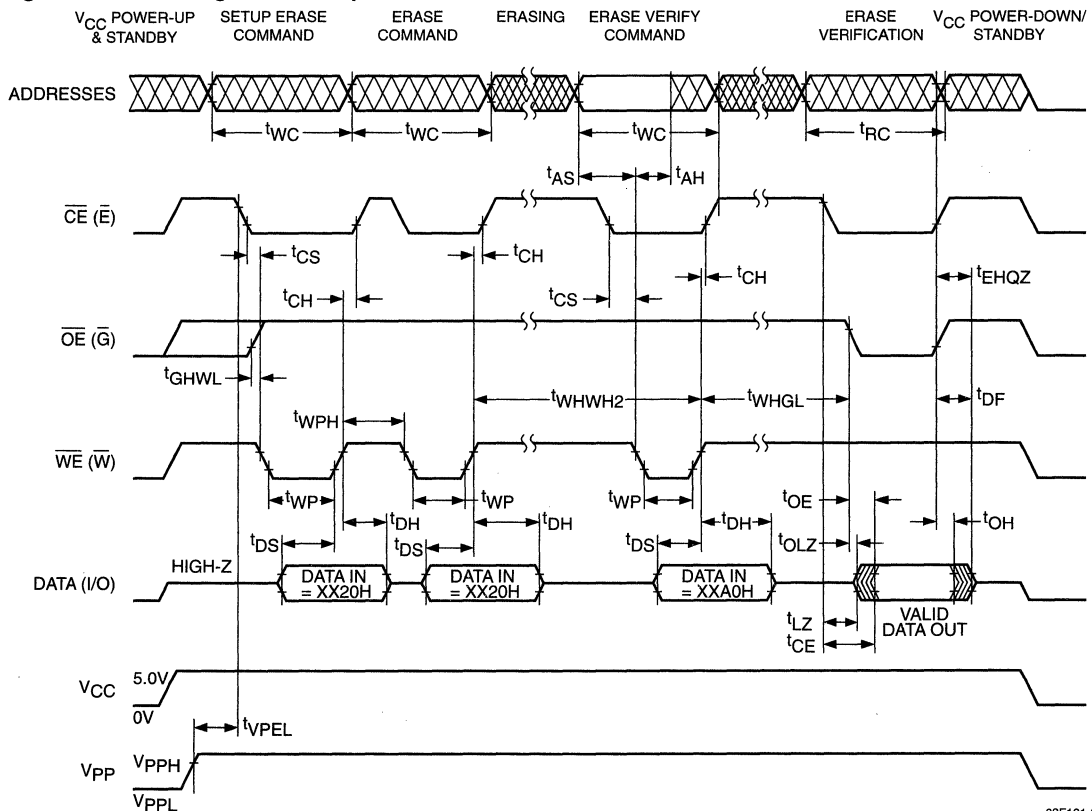 VCC POWER-UP & STANDBY
SETUP ERASE COMMAND
ERASE COMMAND
ERASING
ERASE VERIFY COMMAND
ERASE VERIFICATION
VCC POWER-DOWN/ STANDBY
ADDRESSES
tWC
tWC
tWC
tRC
tAS
tAH
CE (E)
tCS
tCH
tCH
tCS
tCH
tEHQZ
OE (G)
tGHWL
tWPH
tWHWH2
tWHGL
tDF
WE (W)
tWP
tWP
tWP
tOE
tDH
tDH
tDH
tOH
tDS
tDS
tDS
tOLZ
HIGH-Z
DATA (I/O)
DATA IN = XX20H
DATA IN = XX20H
DATA IN = XXA0H
VALID DATA OUT
tLZ
tCE
VCC
5.0V
0V
tVPEL
VPP
VPPH
VPPL